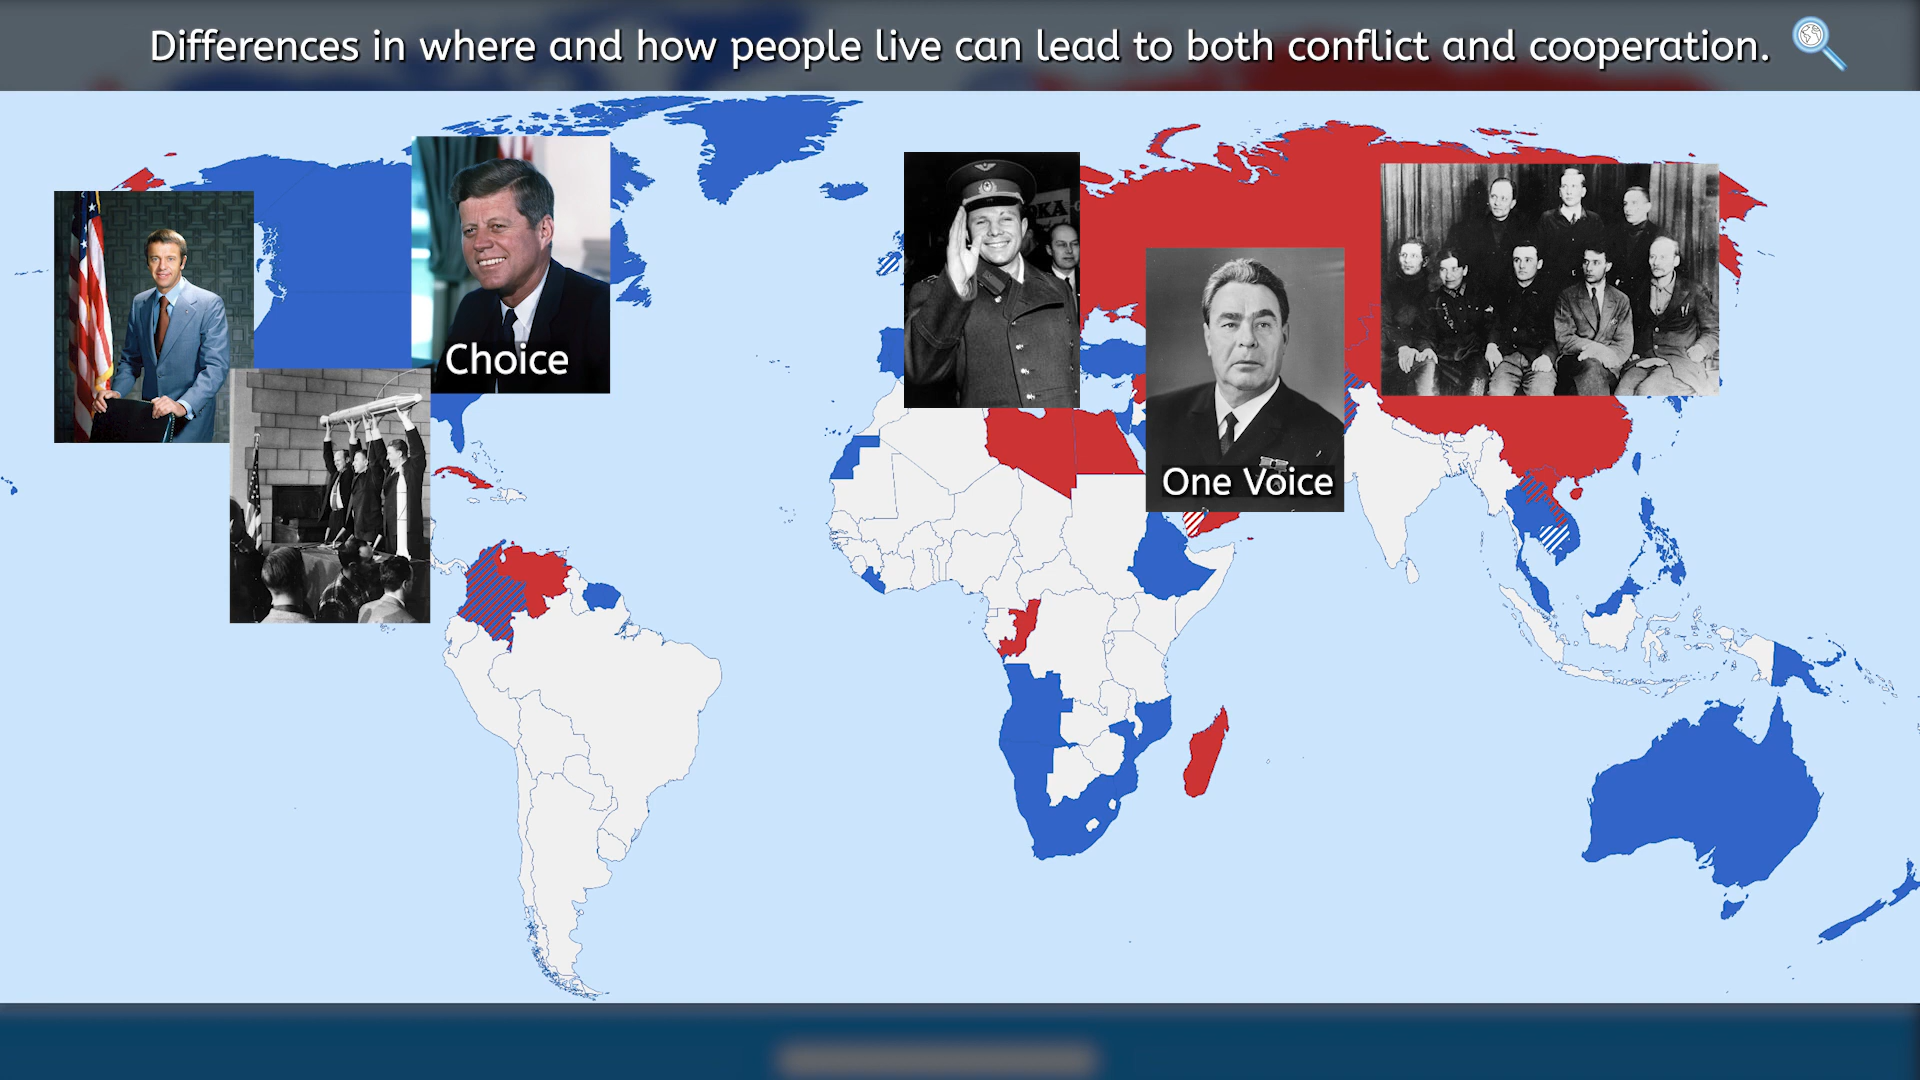 Differences in where and how people live can lead to both conflict and cooperation.
Choice
One Voice